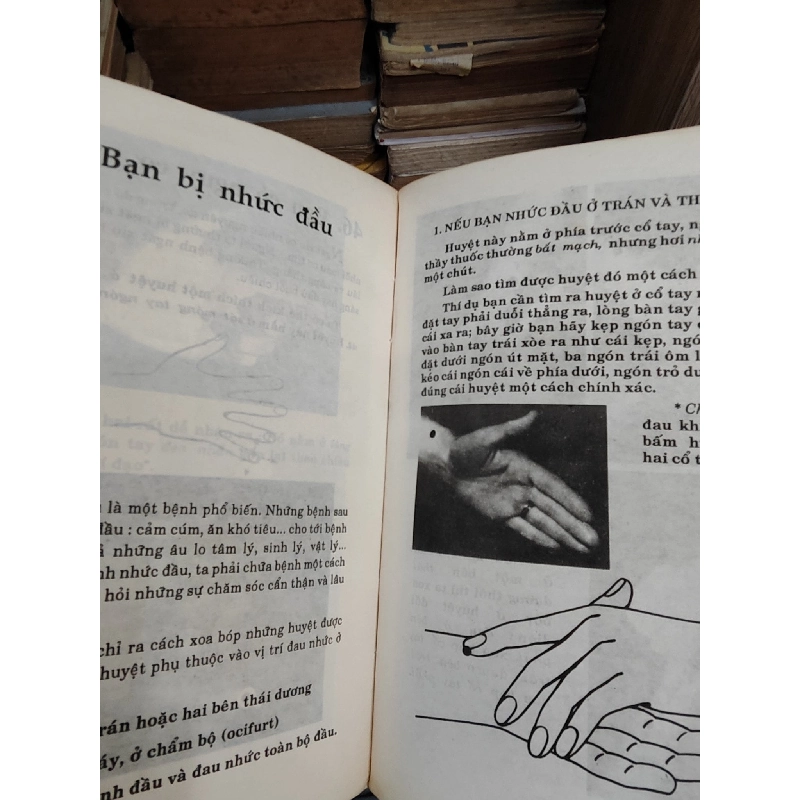 Bạn bị nhức đầu
là một bệnh phổ biến. Những bệnh sau
đầu : cảm cúm, ăn khó tiêu... cho tới bệnh
những âu lo tâm lý, sinh lý, vật lý...
nhức đầu, ta phải chữa bệnh một cách
hỏi những sự chăm sóc cẩn thận và lâu
chỉ ra cách xoa bóp những huyệt được
huyệt phụ thuộc vào vị trí đau nhức ở
trán hoặc hai bên thái dương
ở chẩm bộ (ocifurt)
đầu và đau nhức toàn bộ đầu.
1. NẾU BẠN NHỨC ĐẦU Ở TRÁN VÀ TH
Huyệt này nằm ở phía trước cổ tay,
thầy thuốc thường bắt mạch, nhưng hơi
một chút.
Làm sao tìm được huyệt đó một cách
Thí dụ bạn cần tìm ra huyệt ở cổ tay
đặt tay phải duỗi thẳng ra, lòng bàn tay
cái xa ra; bây giờ bạn hãy kẹp ngón tay
vào bàn tay trái xòe ra như cái kẹp,
đặt dưới ngón út mặt, ba ngón trái ôm
kéo cái ngón cái về phía dưới, ngón trỏ
đúng cái huyệt một cách chính xác.
* C
đau
bấm
hai cổ